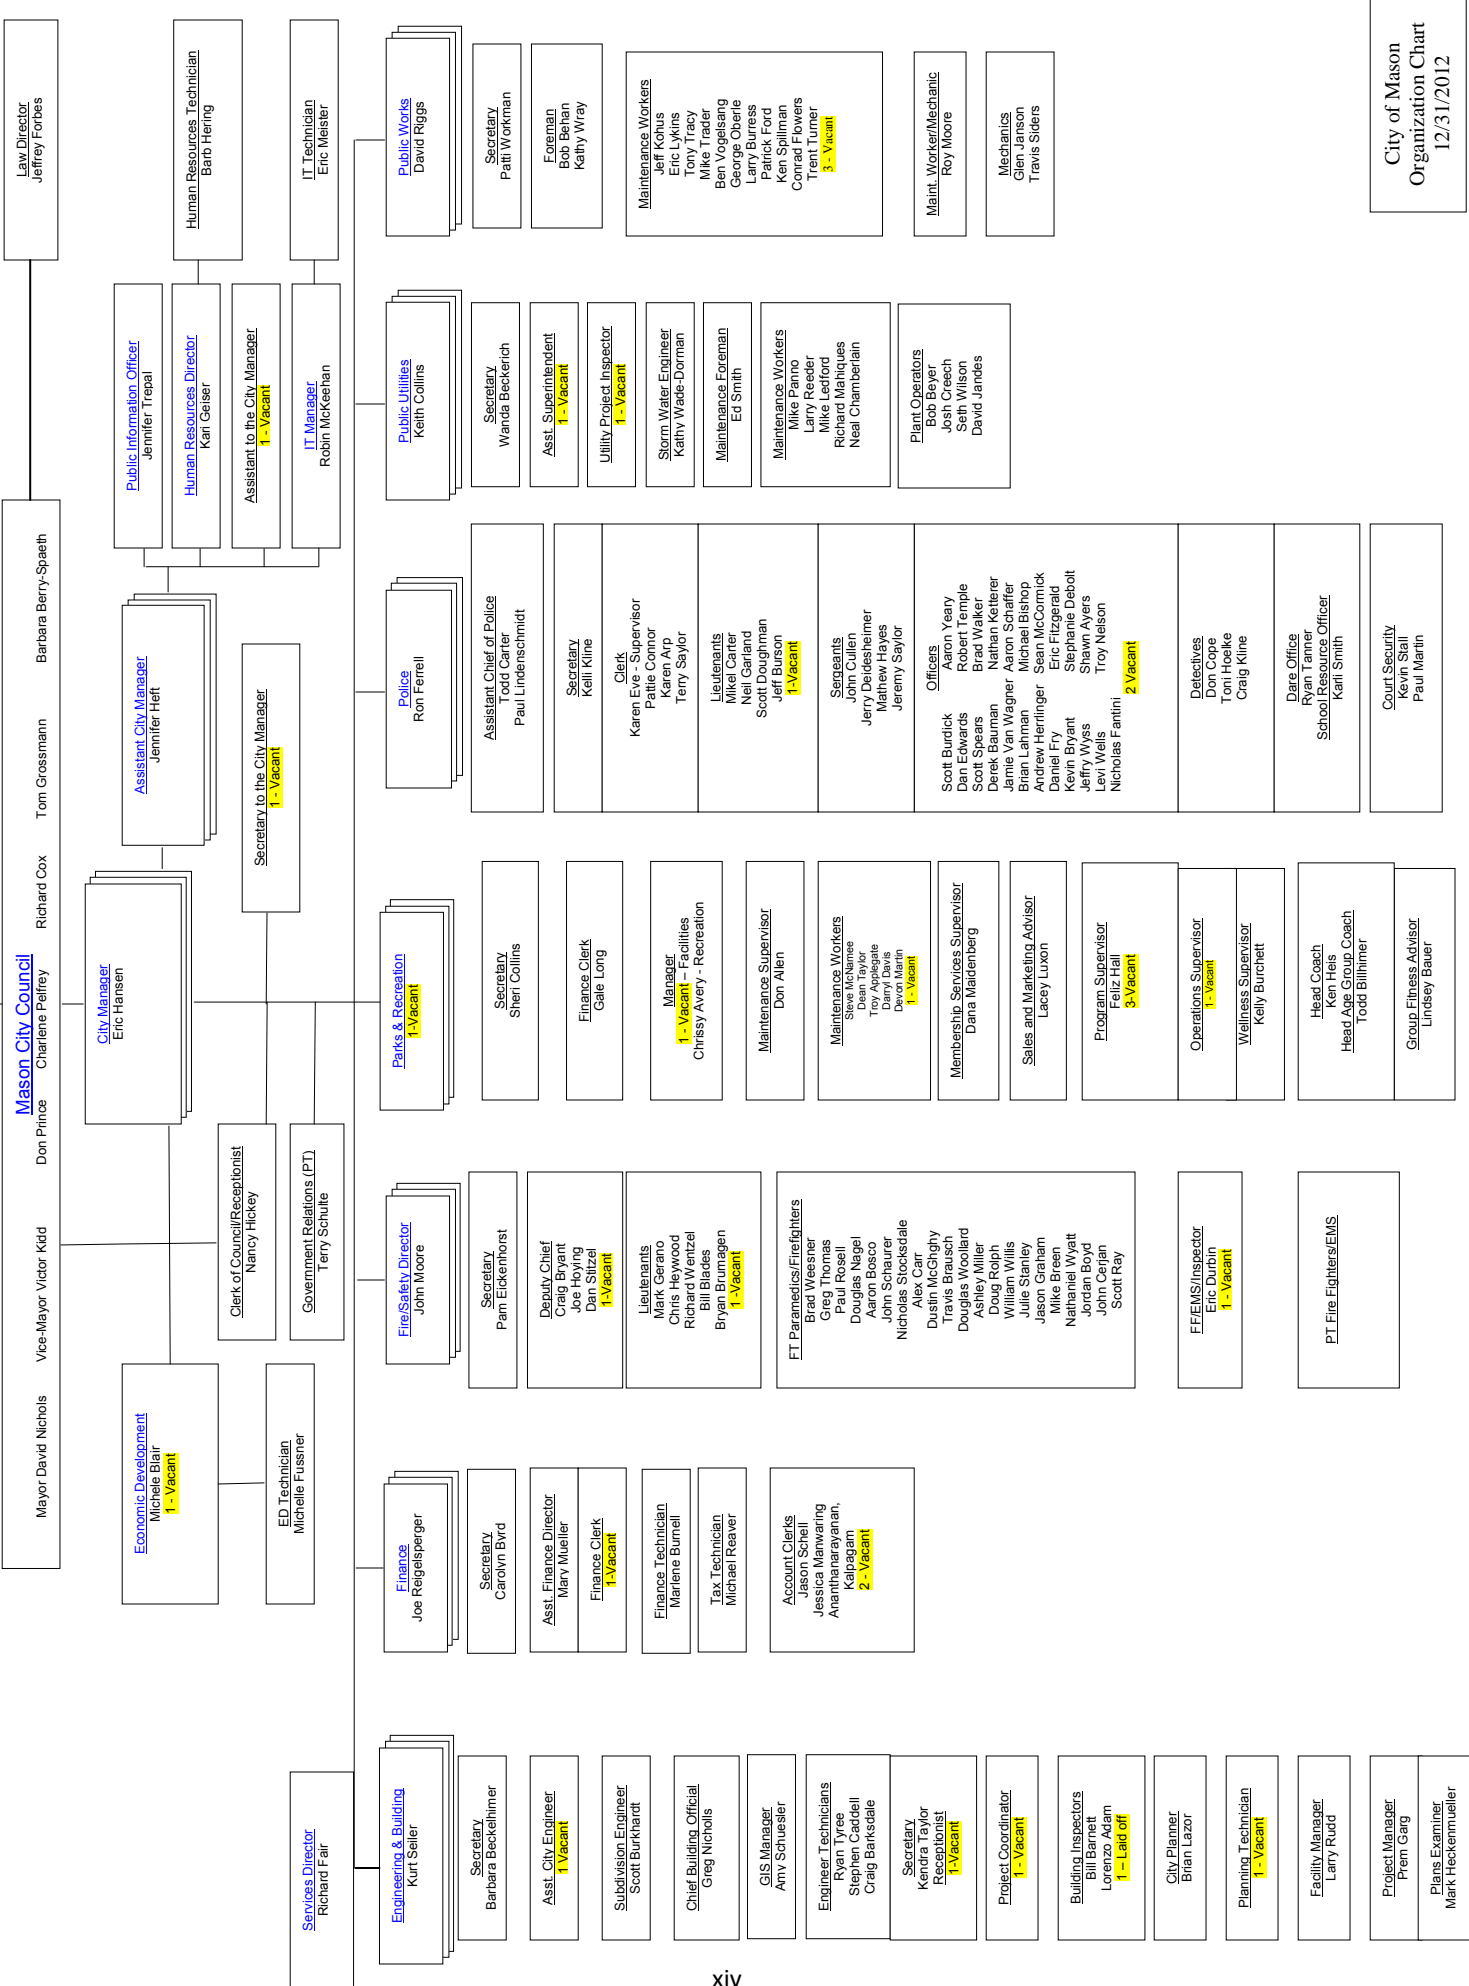 Mason City Council
Mayor David Nichols Vice-Mayor Victor Kidd Don Prince Charlene Pelfrey Richard Cox Tom Grossmann Barbara Berry-Spaeth
Law Director
Jeffrey Forbes
City Manager
Eric Hansen
Assistant City Manager
Jennifer Heft
Public Information Officer
Jennifer Trepal
Human Resources Director
Kari Geiser
Human Resources Technician
Barb Hering
Assistant to the City Manager
1 - Vacant
IT Manager
Robin McKeehan
IT Technician
Eric Meister
Secretary to the City Manager
1 - Vacant
Economic Development
Michele Blair
1 - Vacant
ED Technician
Michelle Fussner
Clerk of Council/Receptionist
Nancy Hickey
Government Relations (PT)
Terry Schulte
Services Director
Richard Fair
Engineering & Building
Kurt Seiler
Secretary
Barbara Beckelhimer
Asst. City Engineer
1 Vacant
Subdivision Engineer
Scott Burkhardt
Chief Building Official
Greg Nicholls
GIS Manager
Amy Schuesler
Engineer Technicians
Ryan Tyree
Stephen Caddell
Craig Barksdale
Secretary
Kendra Taylor
Receptionist
1-Vacant
Project Coordinator
1 - Vacant
Building Inspectors
Bill Barnett
Lorenzo Adam
1 – Laid off
City Planner
Brian Lazor
Planning Technician
1 - Vacant
Facility Manager
Larry Rudd
Project Manager
Prem Garg
Plans Examiner
Mark Heckenmueller
Finance
Joe Reigelsperger
Secretary
Carolyn Byrd
Asst. Finance Director
Mary Mueller
Finance Clerk
1-Vacant
Finance Technician
Marlene Burnell
Tax Technician
Michael Reaver
Account Clerks
Jason Schell
Jessica Manwaring
Ananthanarayanan,
Kalpagam
2 - Vacant
Fire/Safety Director
John Moore
Secretary
Pam Eickenhorst
Deputy Chief
Craig Bryant
Joe Hoying
Dan Stitzel
1-Vacant
Lieutenants
Mark Gerano
Chris Heywood
Richard Wentzel
Bill Blades
Bryan Brumagen
1 -Vacant
FT Paramedics/Firefighters
Brad Weesner
Greg Thomas
Paul Rosell
Douglas Nagel
Aaron Bosco
John Schaurer
Nicholas Stocksdale
Alex Carr
Dustin McGhghy
Travis Brausch
Douglas Woollard
Ashley Miller
Doug Rolph
William Willis
Julie Stanley
Jason Graham
Mike Breen
Nathaniel Wyatt
Jordan Boyd
John Cerjan
Scott Ray
FF/EMS/Inspector
Eric Durbin
1 - Vacant
PT Fire Fighters/EMS
Parks & Recreation
1-Vacant
Secretary
Sheri Collins
Finance Clerk
Gale Long
Manager
1 - Vacant – Facilities
Chrissy Avery - Recreation
Maintenance Supervisor
Don Allen
Maintenance Workers
Steve McNamee
Dean Taylor
Troy Applegate
Darryl Davis
Devon Martin
1 - Vacant
Membership Services Supervisor
Dana Maidenberg
Sales and Marketing Advisor
Lacey Luxon
Program Supervisor
Feliz Hall
3-Vacant
Operations Supervisor
1 - Vacant
Wellness Supervisor
Kelly Burchett
Head Coach
Ken Heis
Head Age Group Coach
Todd Billhimer
Group Fitness Advisor
Lindsey Bauer
Police
Ron Ferrell
Assistant Chief of Police
Todd Carter
Paul Lindenschmidt
Secretary
Kelli Kline
Clerk
Karen Eve - Supervisor
Pattie Connor
Karen Arp
Terry Saylor
Lieutenants
Mikel Carter
Neil Garland
Scott Doughman
Jeff Burson
1-Vacant
Sergeants
John Cullen
Jerry Deidesheimer
Mathew Hayes
Jeremy Saylor
Officers
Scott Burdick Aaron Yeary
Dan Edwards Robert Temple
Scott Spears Brad Walker
Derek Bauman Nathan Ketterer
Jamie Van Wagner Aaron Schaffer
Brian Lahman Michael Bishop
Andrew Herrlinger Sean McCormick
Daniel Fry Eric Fitzgerald
Kevin Bryant Stephanie Debolt
Jeffry Wyss Shawn Ayers
Levi Wells Troy Nelson
Nicholas Fantini
2 Vacant
Detectives
Don Cope
Toni Hoelke
Craig Kline
Dare Office
Ryan Tanner
School Resource Officer
Karli Smith
Court Security
Kevin Stall
Paul Martin
Public Utilities
Keith Collins
Secretary
Wanda Beckerich
Asst. Superintendent
1 - Vacant
Utility Project Inspector
1 - Vacant
Storm Water Engineer
Kathy Wade-Dorman
Maintenance Foreman
Ed Smith
Maintenance Workers
Mike Panno
Larry Reeder
Mike Ledford
Richard Mahiques
Neal Chamberlain
Plant Operators
Bob Beyer
Josh Creech
Seth Wilson
David Jandes
Public Works
David Riggs
Secretary
Patti Workman
Foreman
Bob Behan
Kathy Wray
Maintenance Workers
Jeff Kohus
Eric Lykins
Tony Tracy
Mike Trader
Ben Vogelsang
George Oberle
Larry Burress
Patrick Ford
Ken Spillman
Conrad Flowers
Trent Turner
3 - Vacant
Maint. Worker/Mechanic
Roy Moore
Mechanics
Glen Janson
Travis Siders
City of Mason
Organization Chart
12/31/2012
xiv